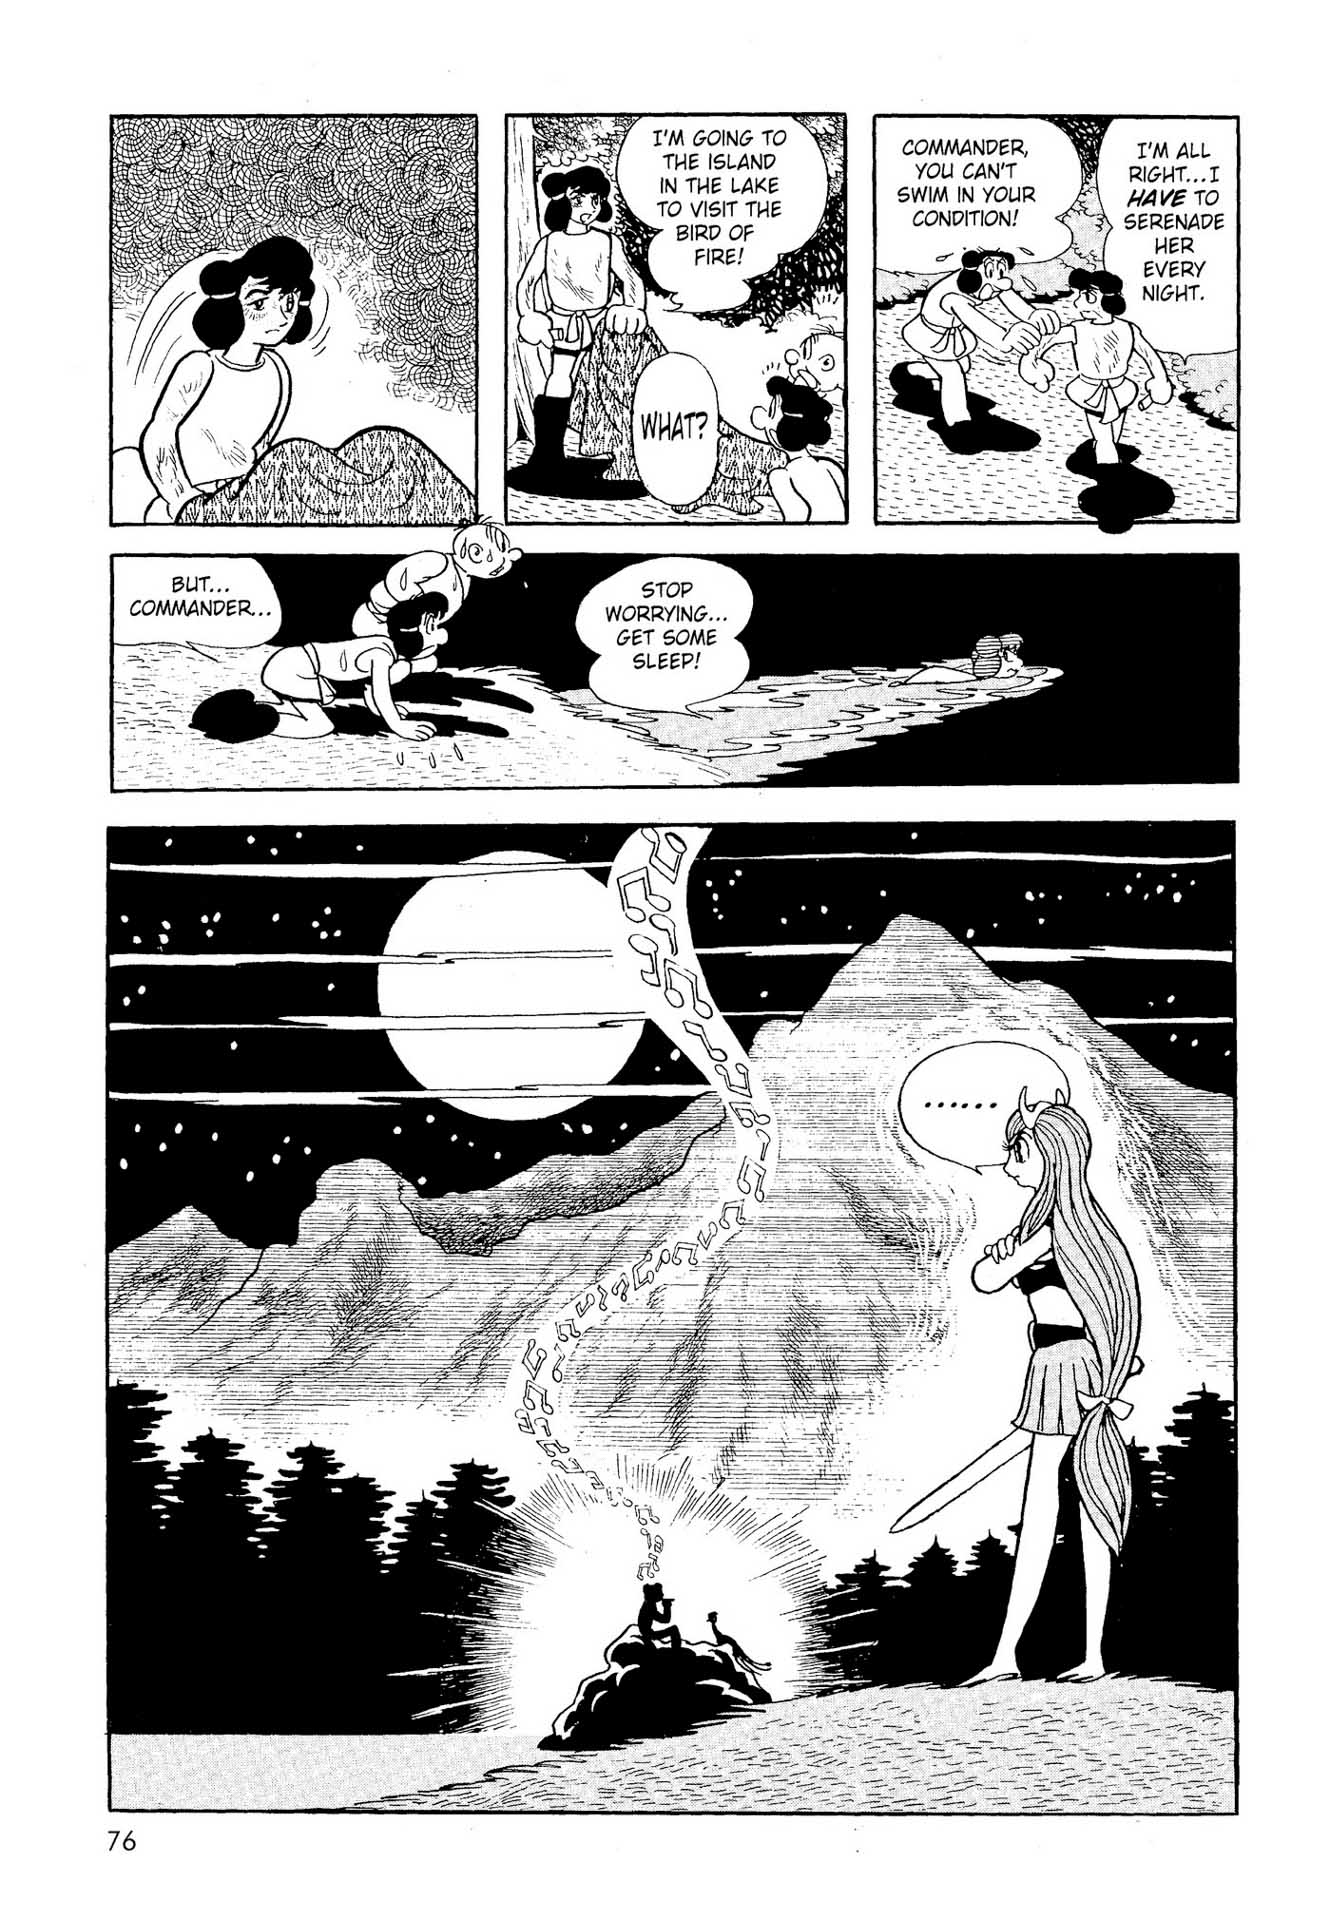 I'M GOING TO
THE ISLAND
IN THE LAKE
TO VISIT THE
BIRD OF
FIRE!
WHAT?
COMMANDER,
YOU CAN'T
SWIM IN YOUR
CONDITION!
I'M ALL
RIGHT...I
HAVE TO
SERENADE
HER
EVERY
NIGHT.
BUT...
COMMANDER...
STOP
WORRYING...
GET SOME
SLEEP!
......
76